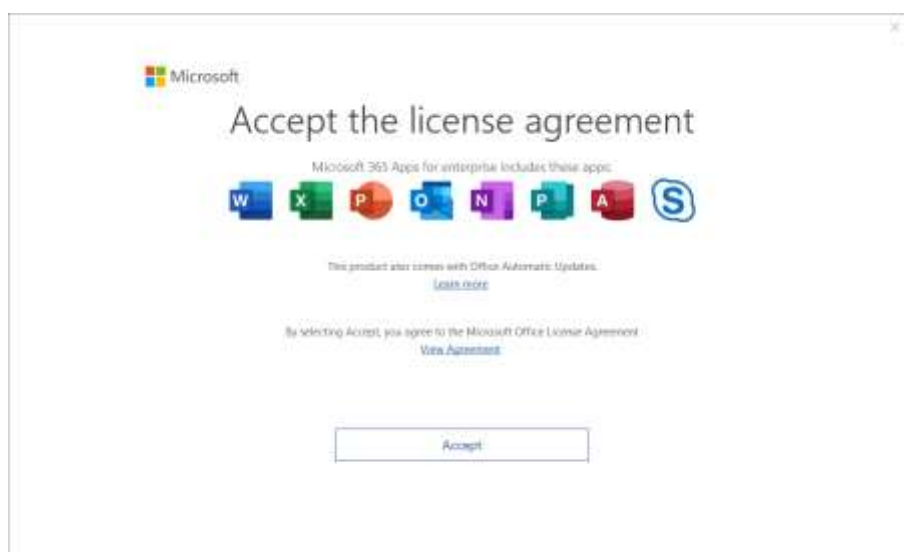 Microsoft
Accept the license agreement
Microsoft 365 Apps for enterprise includes these apps:
W X P O N P A S
This product also comes with Office Automatic Updates.
Learn more
By selecting Accept, you agree to the Microsoft Office License Agreement
View Agreement
Accept